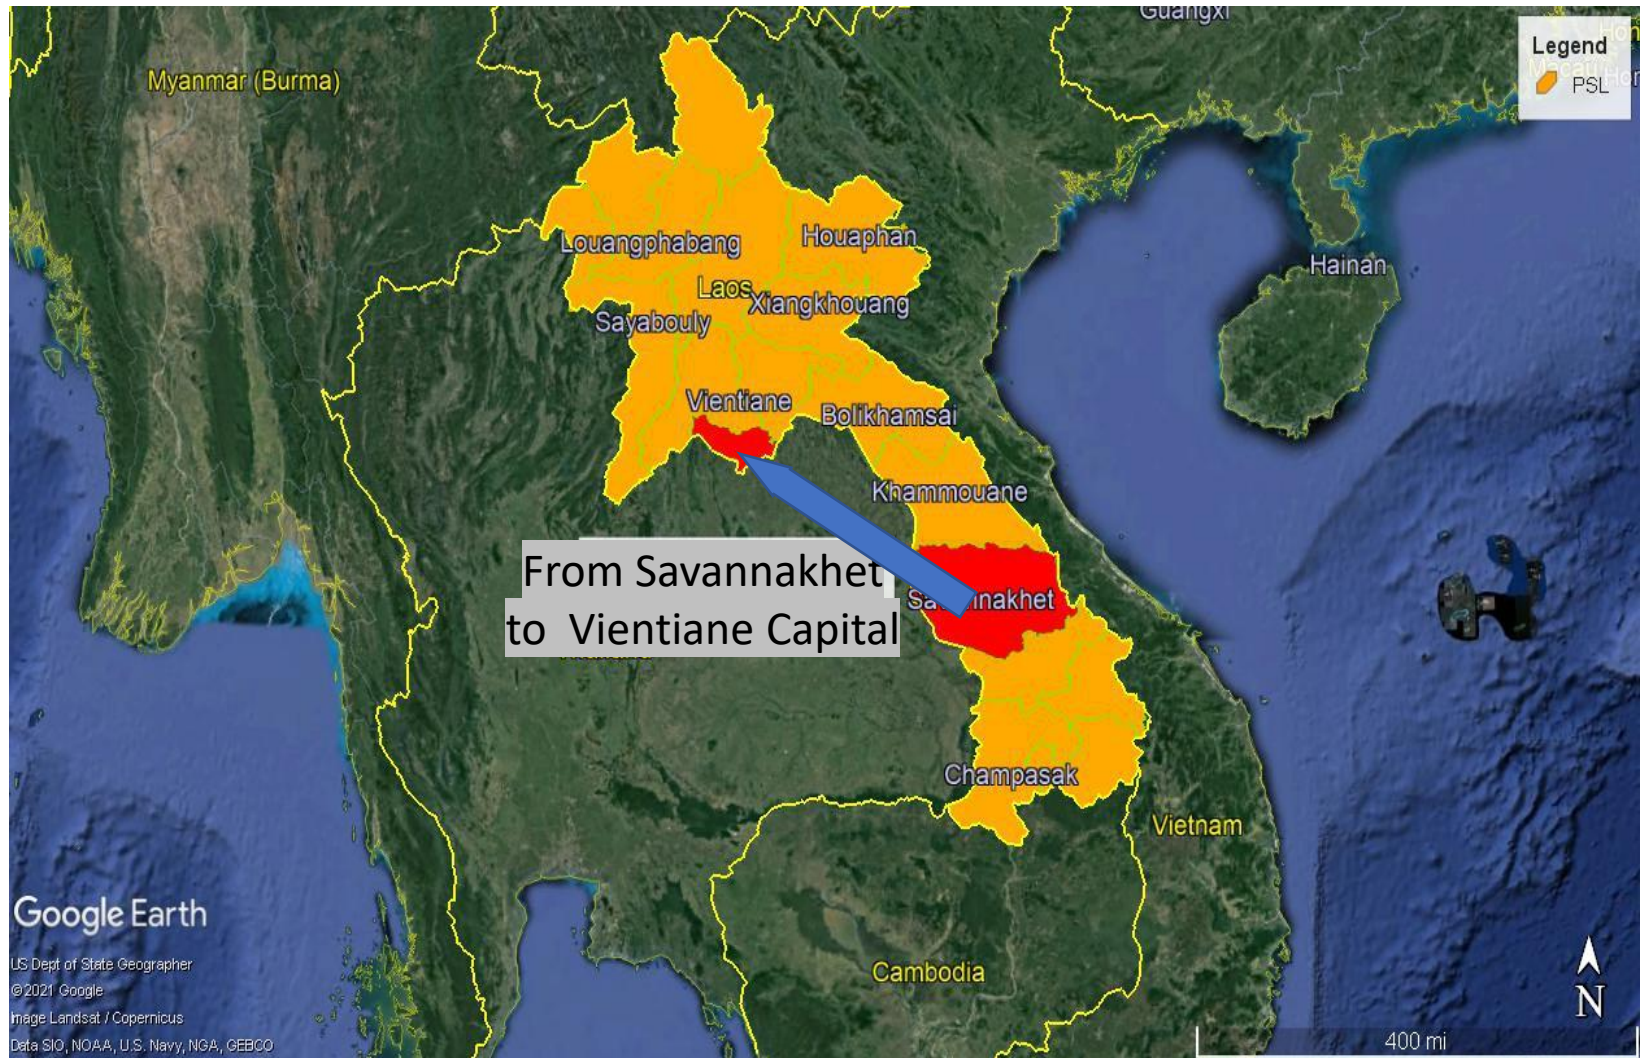 Guangxi
Legend
PSL
Myanmar (Burma)
Louangphabang
Houaphan
Laos
Xiangkhouang
Hainan
Sayabouly
Vientiane
Bolikhamsai
Khammouane
From Savannakhet
to Vientiane Capital
Champasak
Vietnam
Google Earth
US Dept of State Geographer
©2021 Google
Image Landsat / Copernicus
Data SIO, NOAA, U.S. Navy, NGA, GEBCO
Cambodia
N
400 mi